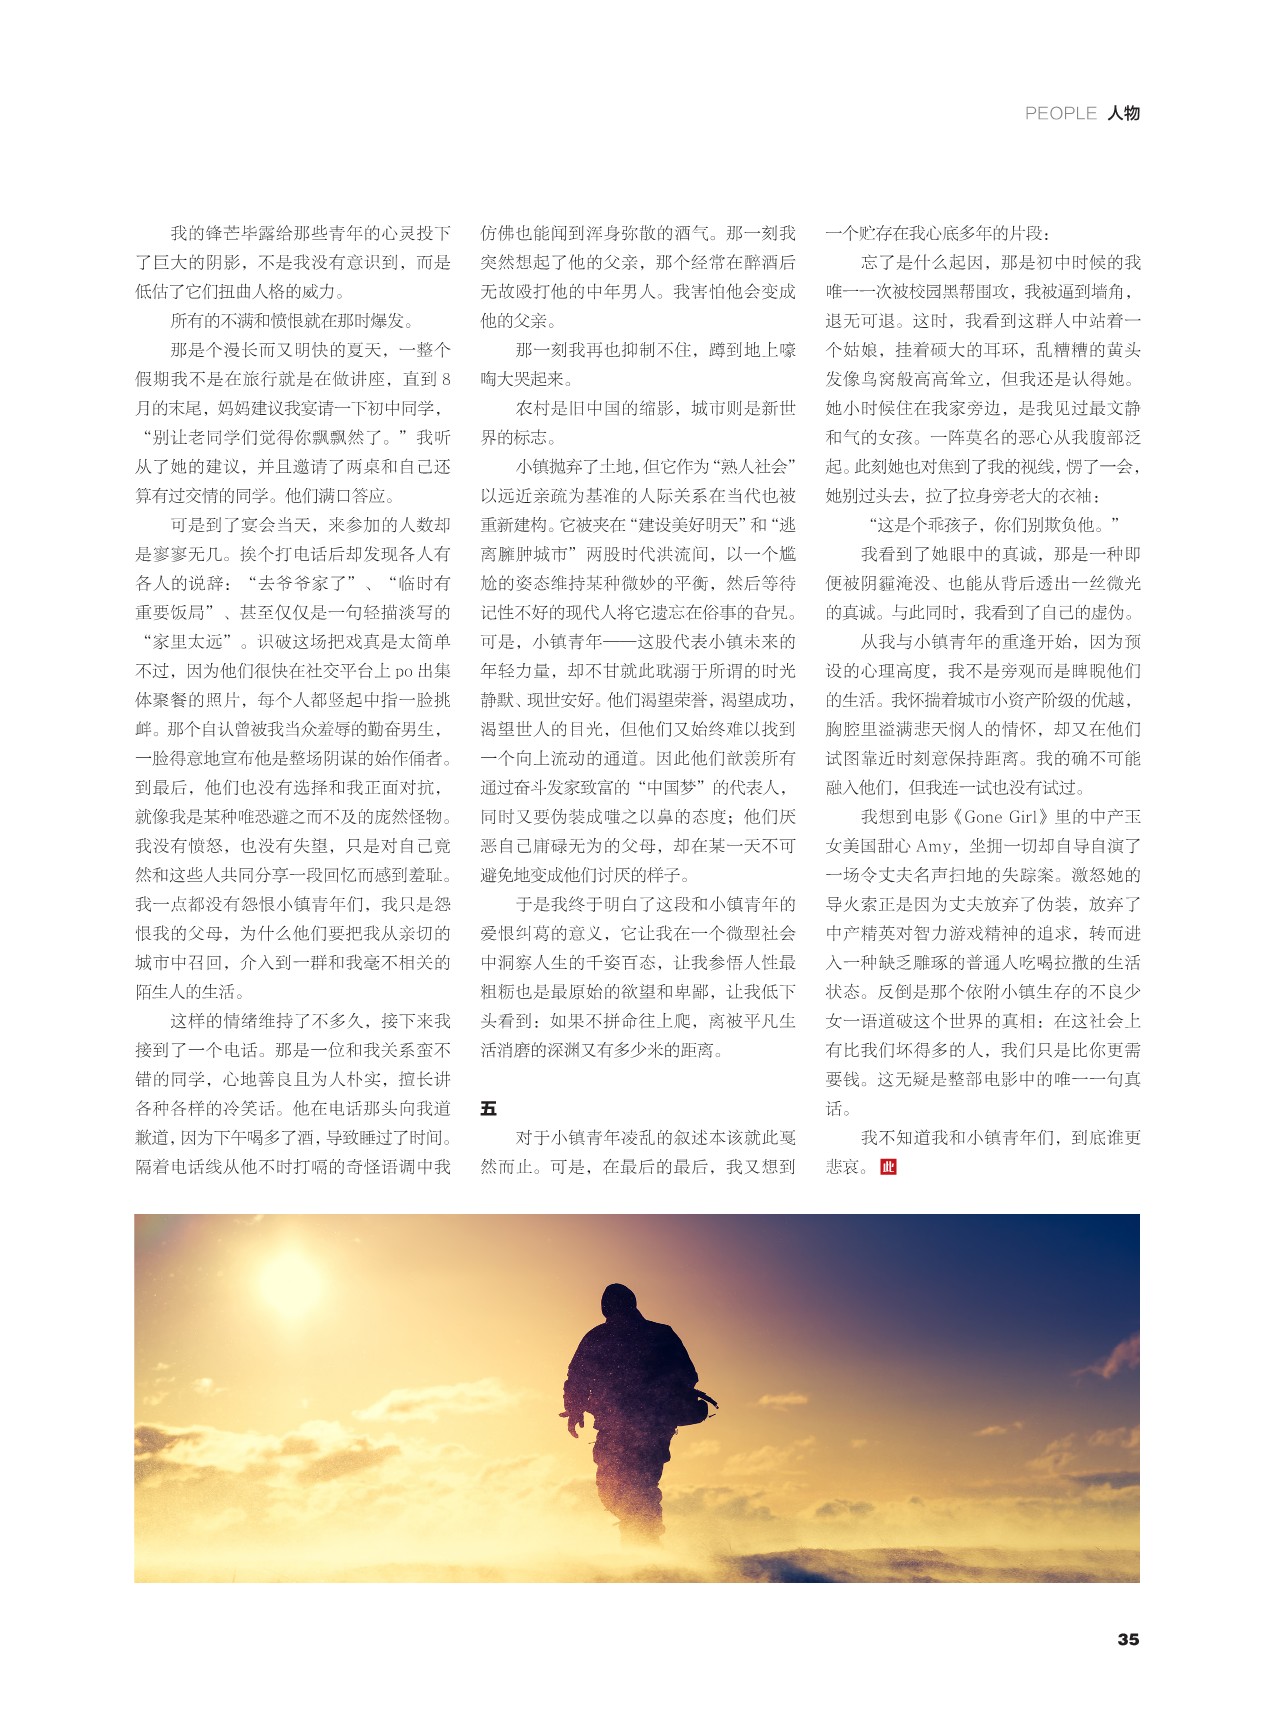 PEOPLE 人物
我的锋芒毕露给那些青年的心灵投下
了巨大的阴影，不是我没有意识到，而是
低估了它们扭曲人格的威力。
所有的不满和愤恨就在那时爆发。
那是个漫长而又明快的夏天，一整个
假期我不是在旅行就是在做讲座，直到 8
月的末尾，妈妈建议我宴请一下初中同学，
“别让老同学们觉得你飘飘然了。”我听
从了她的建议，并且邀请了两桌和自己还
算有过交情的同学。他们满口答应。
可是到了宴会当天，来参加的人数却
是寥寥无几。挨个打电话后却发现各人有
各人的说辞：“去爷爷家了”、“临时有
重要饭局”、甚至仅仅是一句轻描淡写的
“家里太远”。识破这场把戏真是太简单
不过，因为他们很快在社交平台上 po 出集
体聚餐的照片，每个人都竖起中指一脸挑
衅。那个自认曾被我当众羞辱的勤奋男生，
一脸得意地宣布他是整场阴谋的始作俑者。
到最后，他们也没有选择和我正面对抗，
就像我是某种唯恐避之而不及的庞然怪物。
我没有愤怒，也没有失望，只是对自己竟
然和这些人共同分享一段回忆而感到羞耻。
我一点都没有怨恨小镇青年们，我只是怨
恨我的父母，为什么他们要把我从亲切的
城市中召回，介入到一群和我毫不相关的
陌生人的生活。
这样的情绪维持了不多久，接下来我
接到了一个电话。那是一位和我关系蛮不
错的同学，心地善良且为人朴实，擅长讲
各种各样的冷笑话。他在电话那头向我道
歉道，因为下午喝多了酒，导致睡过了时间。
隔着电话线从他不时打嗝的奇怪语调中我
仿佛也能闻到浑身弥散的酒气。那一刻我
突然想起了他的父亲，那个经常在醉酒后
无故殴打他的中年男人。我害怕他会变成
他的父亲。
那一刻我再也抑制不住，蹲到地上嚎
啕大哭起来。
农村是旧中国的缩影，城市则是新世
界的标志。
小镇抛弃了土地，但它作为“熟人社会”
以远近亲疏为基准的人际关系在当代也被
重新建构。它被夹在“建设美好明天”和“逃
离臃肿城市”两股时代洪流间，以一个尴
尬的姿态维持某种微妙的平衡，然后等待
记性不好的现代人将它遗忘在俗事的旮旯。
可是，小镇青年——这股代表小镇未来的
年轻力量，却不甘就此耽溺于所谓的时光
静默、现世安好。他们渴望荣誉，渴望成功，
渴望世人的目光，但他们又始终难以找到
一个向上流动的通道。因此他们歆羡所有
通过奋斗发家致富的“中国梦”的代表人，
同时又要伪装成嗤之以鼻的态度；他们厌
恶自己庸碌无为的父母，却在某一天不可
避免地变成他们讨厌的样子。
于是我终于明白了这段和小镇青年的
爱恨纠葛的意义，它让我在一个微型社会
中洞察人生的千姿百态，让我参悟人性最
粗粝也是最原始的欲望和卑鄙，让我低下
头看到：如果不拼命往上爬，离被平凡生
活消磨的深渊又有多少米的距离。
五
对于小镇青年凌乱的叙述本该就此戛
然而止。可是，在最后的最后，我又想到
一个贮存在我心底多年的片段：
忘了是什么起因，那是初中时候的我
唯一一次被校园黑帮围攻，我被逼到墙角，
退无可退。这时，我看到这群人中站着一
个姑娘，挂着硕大的耳环，乱糟糟的黄头
发像鸟窝般高高耸立，但我还是认得她。
她小时候住在我家旁边，是我见过最文静
和气的女孩。一阵莫名的恶心从我腹部泛
起。此刻她也对焦到了我的视线，愣了一会，
她别过头去，拉了拉身旁老大的衣袖：
“这是个乖孩子，你们别欺负他。”
我看到了她眼中的真诚，那是一种即
便被阴霾淹没、也能从背后透出一丝微光
的真诚。与此同时，我看到了自己的虚伪。
从我与小镇青年的重逢开始，因为预
设的心理高度，我不是旁观而是睥睨他们
的生活。我怀揣着城市小资产阶级的优越，
胸腔里溢满悲天悯人的情怀，却又在他们
试图靠近时刻意保持距离。我的确不可能
融入他们，但我连一试也没有试过。
我想到电影《Gone Girl》里的中产玉
女美国甜心 Amy，坐拥一切却自导自演了
一场令丈夫名声扫地的失踪案。激怒她的
导火索正是因为丈夫放弃了伪装，放弃了
中产精英对智力游戏精神的追求，转而进
入一种缺乏雕琢的普通人吃喝拉撒的生活
状态。反倒是那个依附小镇生存的不良少
女一语道破这个世界的真相：在这社会上
有比我们坏得多的人，我们只是比你更需
要钱。这无疑是整部电影中的唯一一句真
话。
我不知道我和小镇青年们，到底谁更
悲哀。此
35